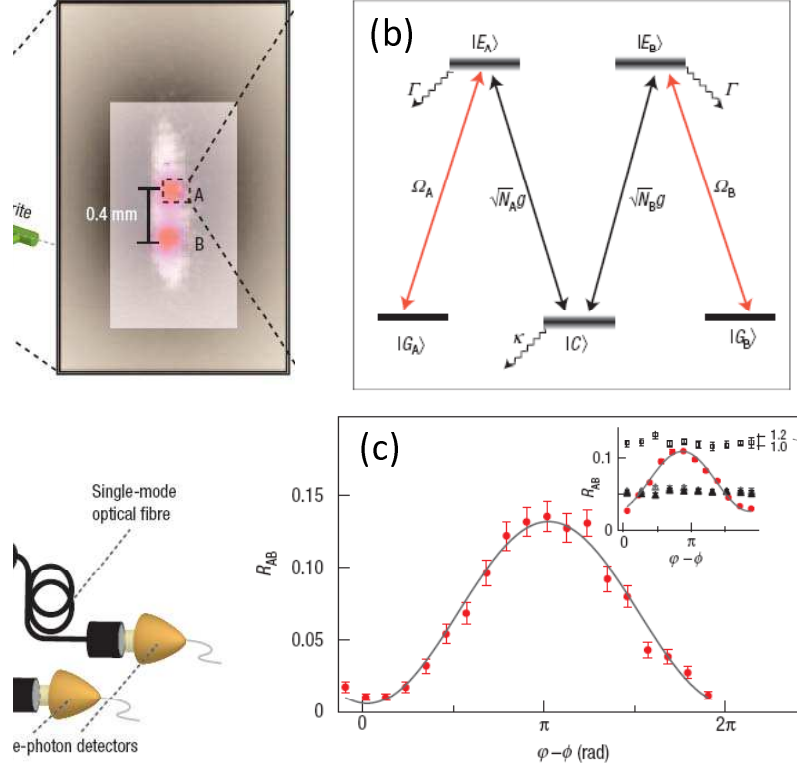 A
0.4 mm
rite
B
(b)
|E_A⟩
|E_B⟩
Γ
Γ
Ω_A
√N_A g
√N_B g
Ω_B
κ
|G_A⟩
|C⟩
|G_B⟩
Single-mode
optical fibre
e-photon detectors
(c)
R_AB
0.15
0.10
0.05
0
0
π
2π
φ–ϕ (rad)
1.2
1.0
0.1
R_AB
0
0
π
φ–ϕ